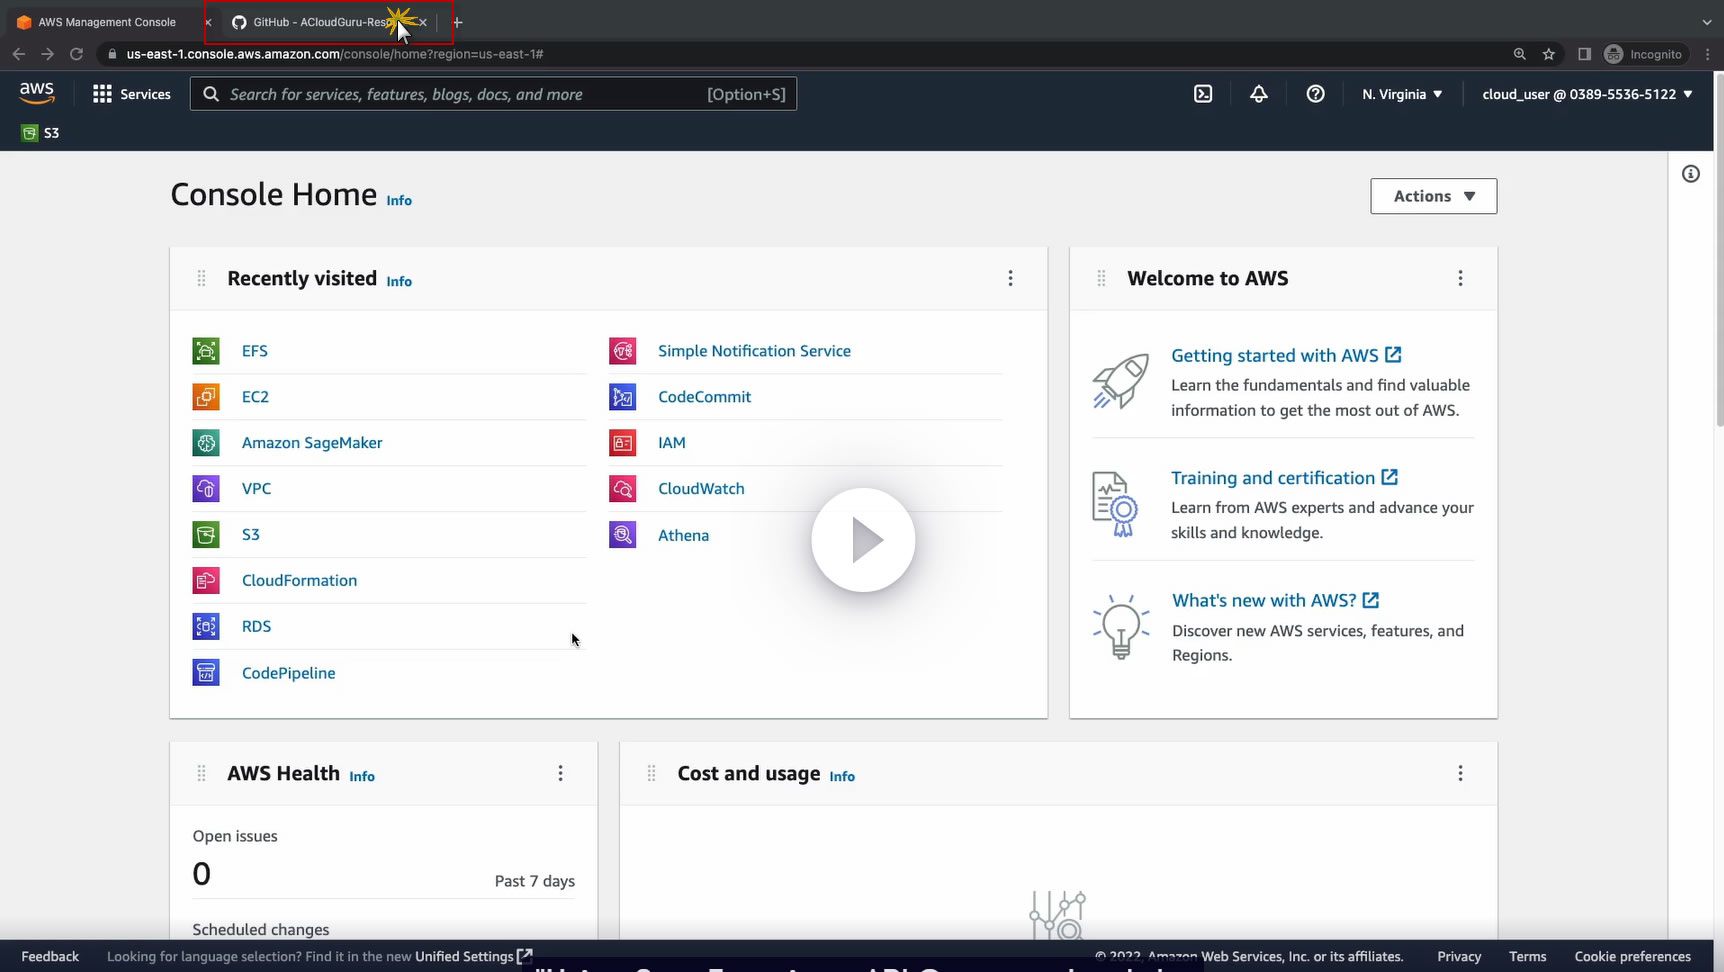 AWS Management Console
GitHub - ACloudGuru-Res
us-east-1.console.aws.amazon.com/console/home?region=us-east-1#
Incognito
aws
Services
Search for services, features, blogs, docs, and more
[Option+S]
N. Virginia
cloud_user @ 0389-5536-5122
S3
Console Home Info
Actions
Recently visited Info
EFS
EC2
Amazon SageMaker
VPC
S3
CloudFormation
RDS
CodePipeline
Simple Notification Service
CodeCommit
IAM
CloudWatch
Athena
Welcome to AWS
Getting started with AWS
Learn the fundamentals and find valuable
information to get the most out of AWS.
Training and certification
Learn from AWS experts and advance your
skills and knowledge.
What's new with AWS?
Discover new AWS services, features, and
Regions.
AWS Health Info
Open issues
0
Past 7 days
Scheduled changes
Cost and usage Info
Feedback
Looking for language selection? Find it in the new Unified Settings
© 2022, Amazon Web Services, Inc. or its affiliates.
Privacy
Terms
Cookie preferences